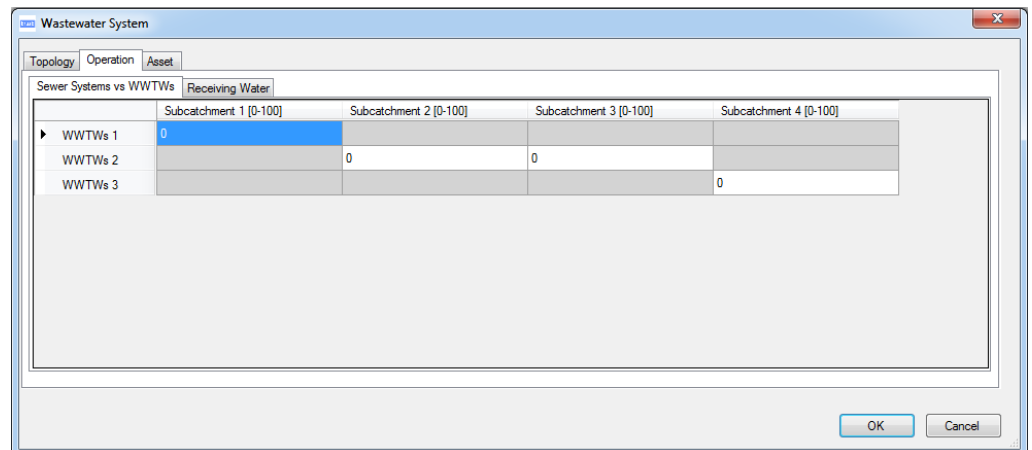 Wastewater System
Topology Operation Asset
Sewer Systems vs WWTWs Receiving Water
Subcatchment 1 [0-100] Subcatchment 2 [0-100] Subcatchment 3 [0-100] Subcatchment 4 [0-100]
WWTWs 1 0
WWTWs 2 0 0
WWTWs 3 0
OK Cancel